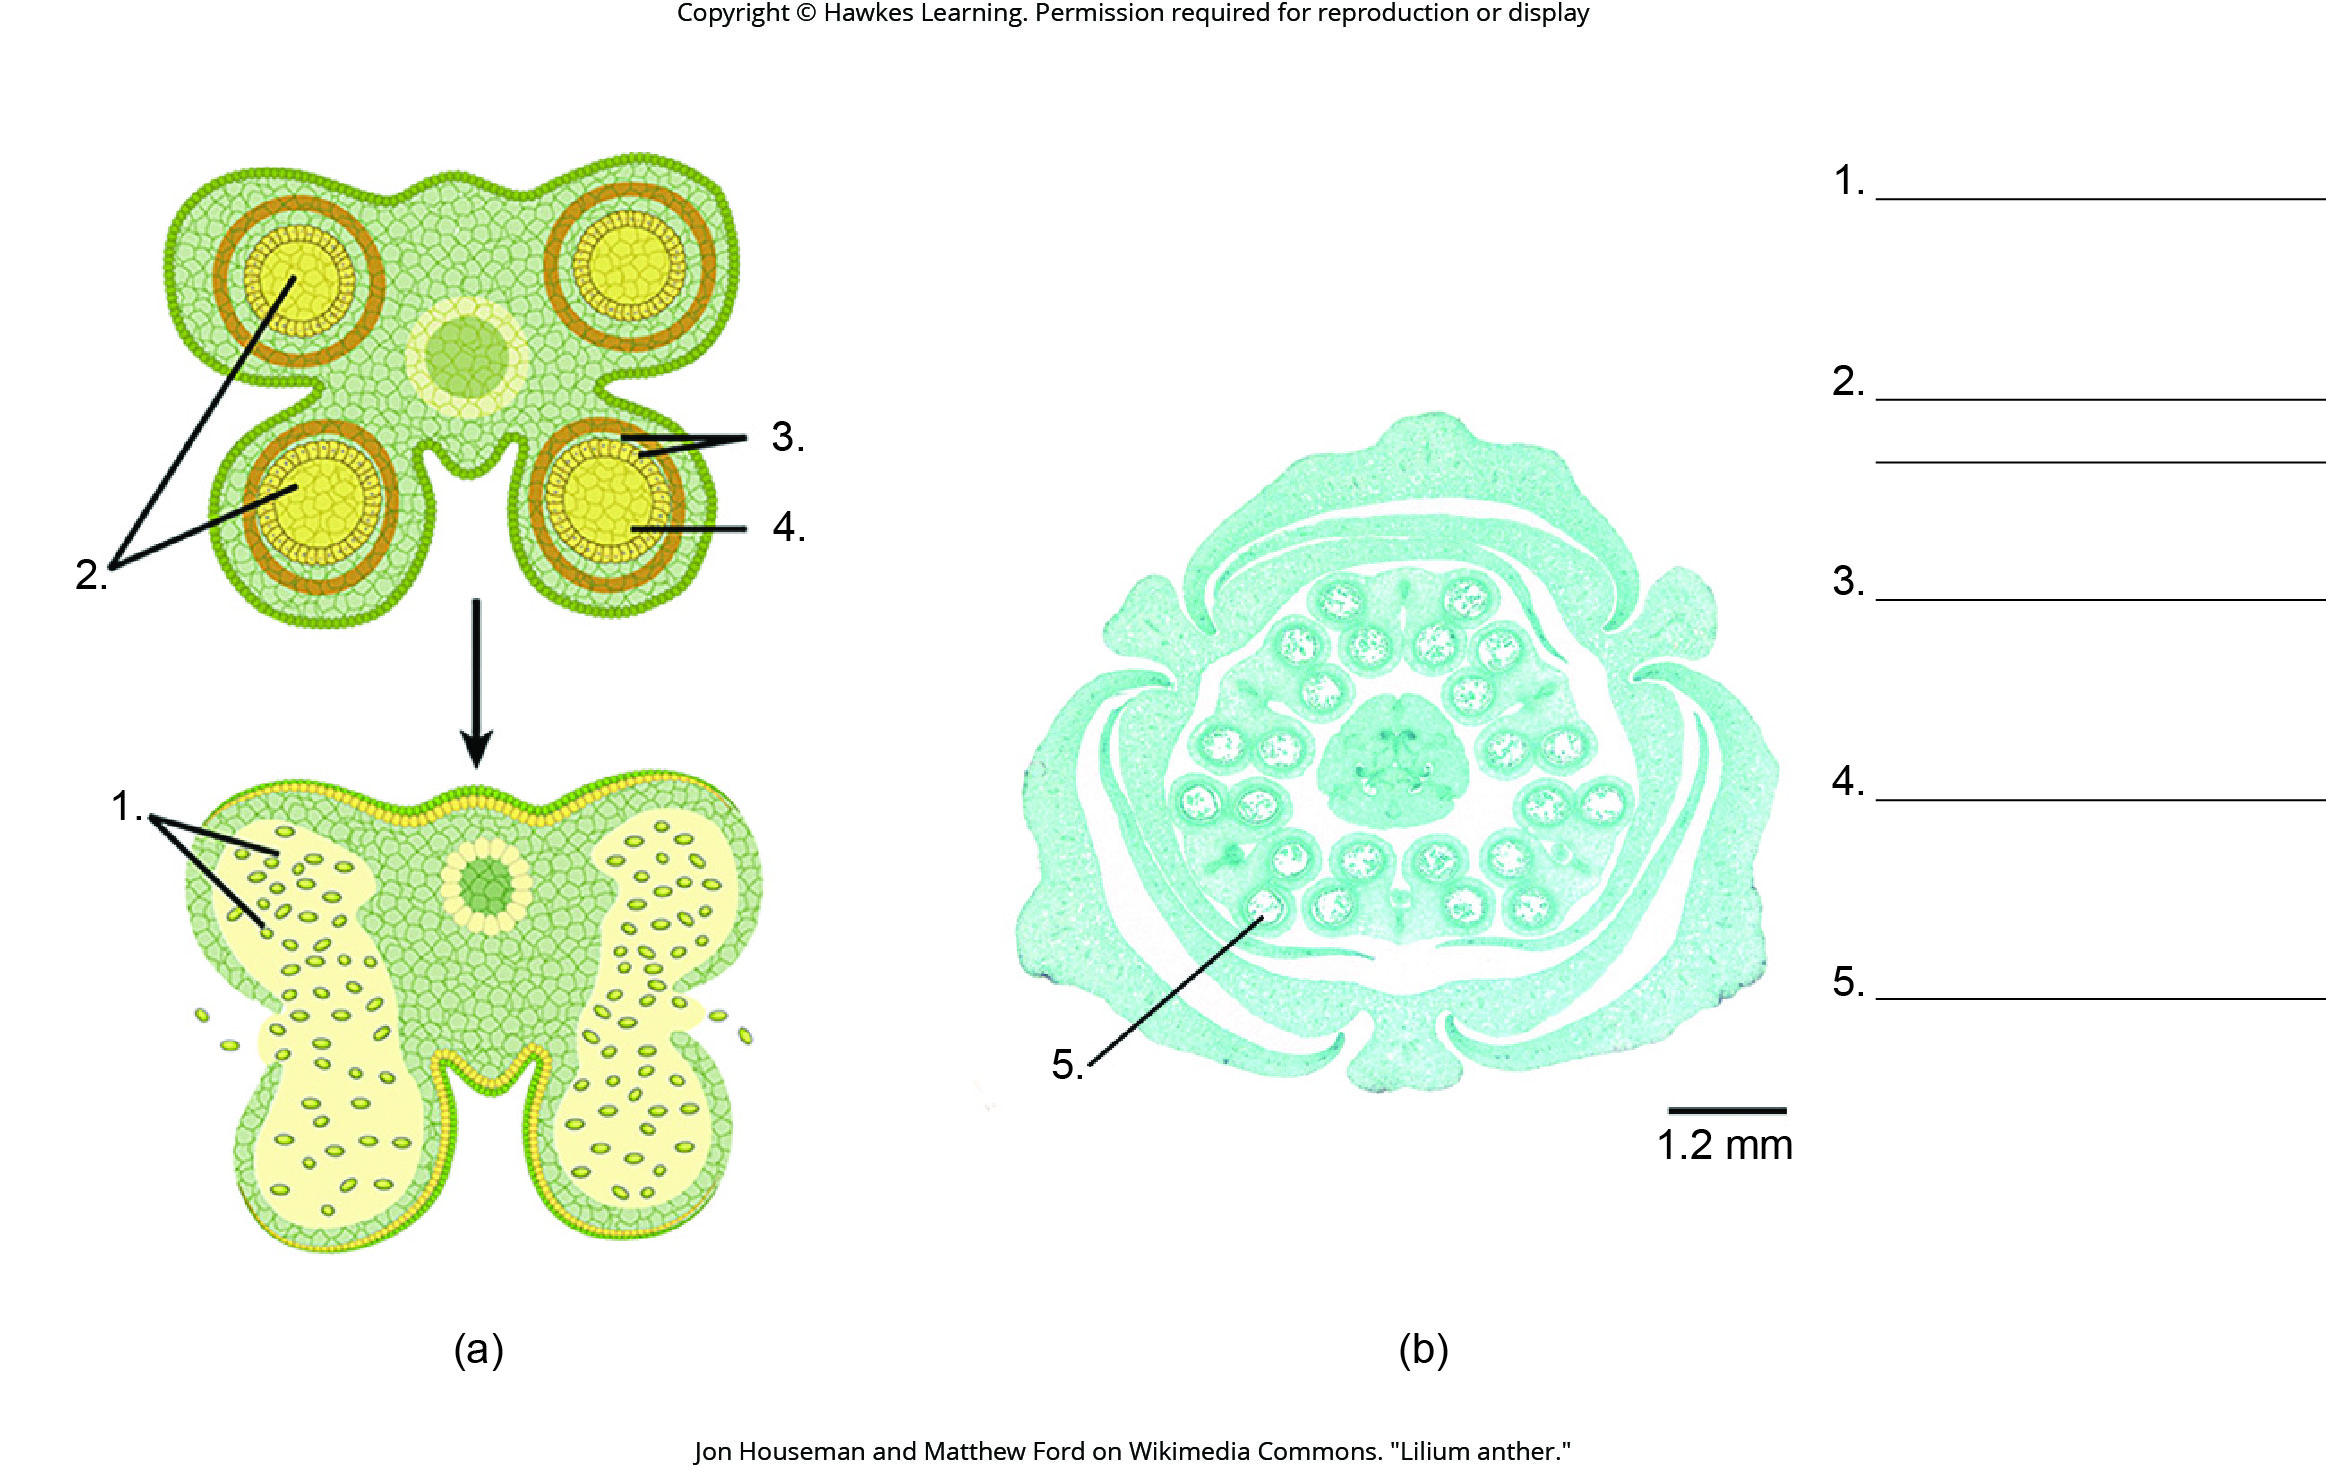 Copyright © Hawkes Learning. Permission required for reproduction or display
1.
2.
3.
4.
5.
3.
4.
2.
1.
5.
1.2 mm
(a)
(b)
Jon Houseman and Matthew Ford on Wikimedia Commons. "Lilium anther."